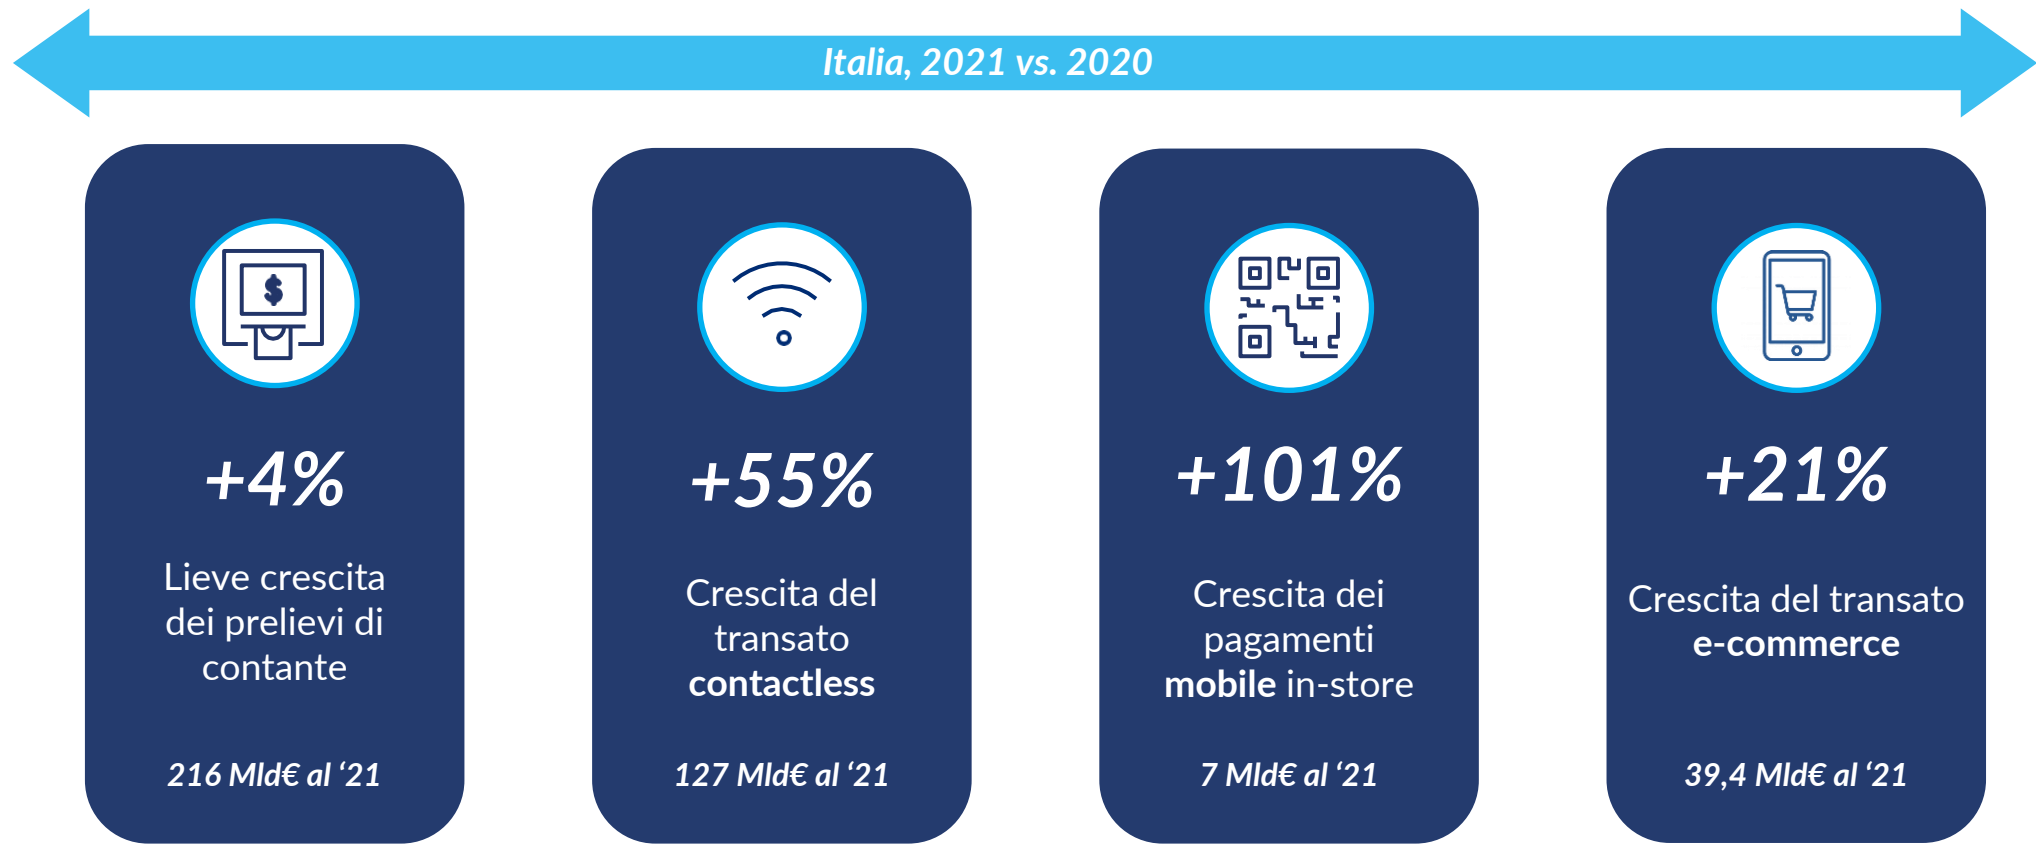 Italia, 2021 vs. 2020
$
+4%
Lieve crescita
dei prelievi di
contante
216 Mld€ al ‘21
+55%
Crescita del
transato
contactless
127 Mld€ al ‘21
+101%
Crescita dei
pagamenti
mobile in-store
7 Mld€ al ‘21
+21%
Crescita del transato
e-commerce
39,4 Mld€ al ‘21